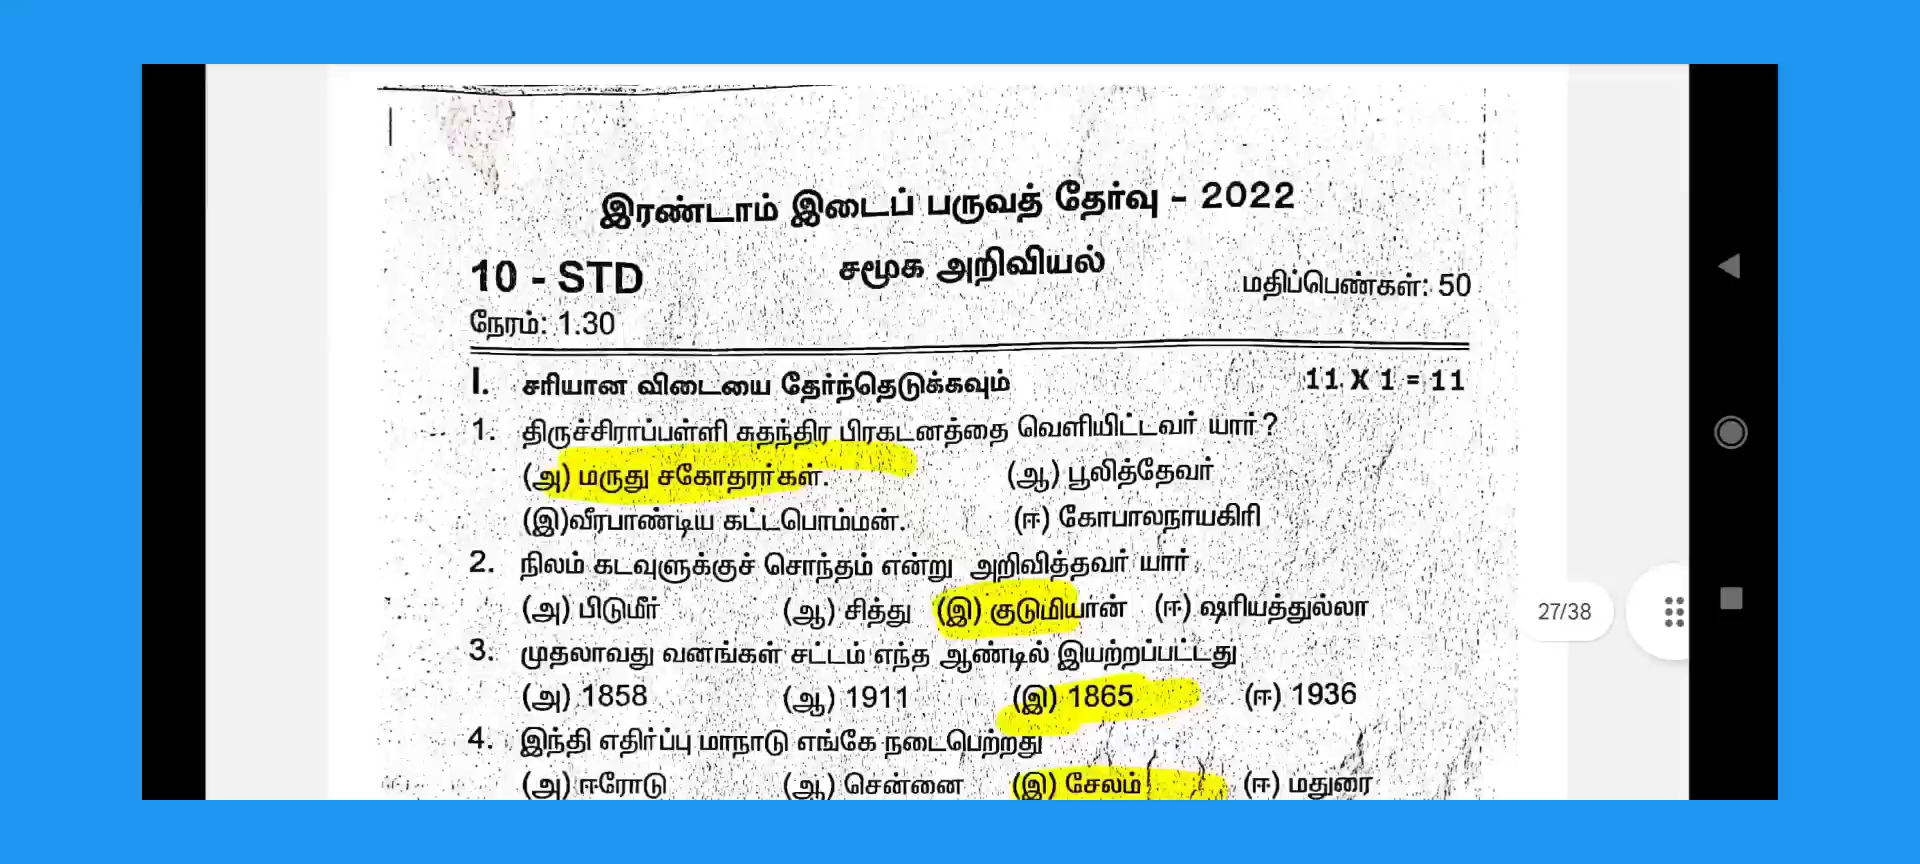 இரண்டாம் இடைப் பருவத் தேர்வு - 2022
10 - STD
சமூக அறிவியல்
மதிப்பெண்கள்: 50
நேரம்: 1.30
I. சரியான விடையை தேர்ந்தெடுக்கவும் 11 X 1 = 11
1. திருச்சிராப்பள்ளி சுதந்திர பிரகடனத்தை வெளியிட்டவர் யார்?
(அ) மருது சகோதரர்கள். (ஆ) பூலித்தேவர்
(இ)வீரபாண்டிய கட்டபொம்மன். (ஈ) கோபாலநாயகிரி
2. நிலம் கடவுளுக்குச் சொந்தம் என்று அறிவித்தவர் யார்
(அ) பிடுமீர் (ஆ) சித்து (இ) குடுமியான் (ஈ) ஷரியத்துல்லா
3. முதலாவது வனங்கள் சட்டம் எந்த ஆண்டில் இயற்றப்பட்டது
(அ) 1858 (ஆ) 1911 (இ) 1865 (ஈ) 1936
4. இந்தி எதிர்ப்பு மாநாடு எங்கே நடைபெற்றது
(அ) ஈரோடு (ஆ) சென்னை (இ) சேலம் (ஈ) மதுரை
27/38